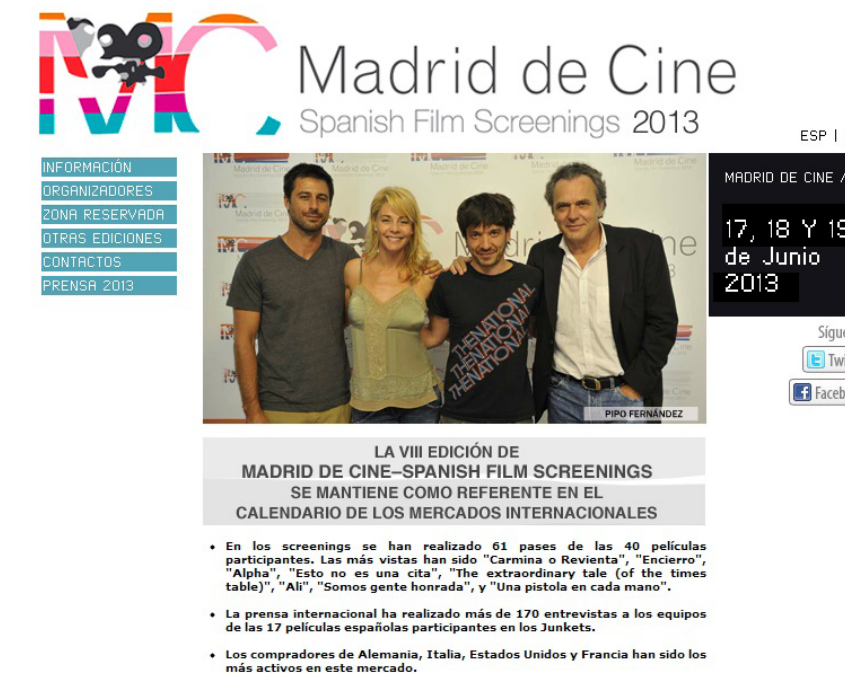 MC
Madrid de Cine
Spanish Film Screenings 2013
ESP |
INFORMACIÓN
ORGANIZADORES
ZONA RESERVADA
OTRAS EDICIONES
CONTACTOS
PRENSA 2013
THENATIONAL
THENATIONAL
THENATIONAL
PIPO FERNÁNDEZ
MADRID DE CINE /
17, 18 Y 19
de Junio
2013
Sígue
Twi
Faceb
LA VIII EDICIÓN DE
MADRID DE CINE–SPANISH FILM SCREENINGS
SE MANTIENE COMO REFERENTE EN EL
CALENDARIO DE LOS MERCADOS INTERNACIONALES
• En los screenings se han realizado 61 pases de las 40 películas
participantes. Las más vistas han sido "Carmina o Revienta", "Encierro",
"Alpha", "Esto no es una cita", "The extraordinary tale (of the times
table)", "Ali", "Somos gente honrada", y "Una pistola en cada mano".
• La prensa internacional ha realizado más de 170 entrevistas a los equipos
de las 17 películas españolas participantes en los Junkets.
• Los compradores de Alemania, Italia, Estados Unidos y Francia han sido los
más activos en este mercado.